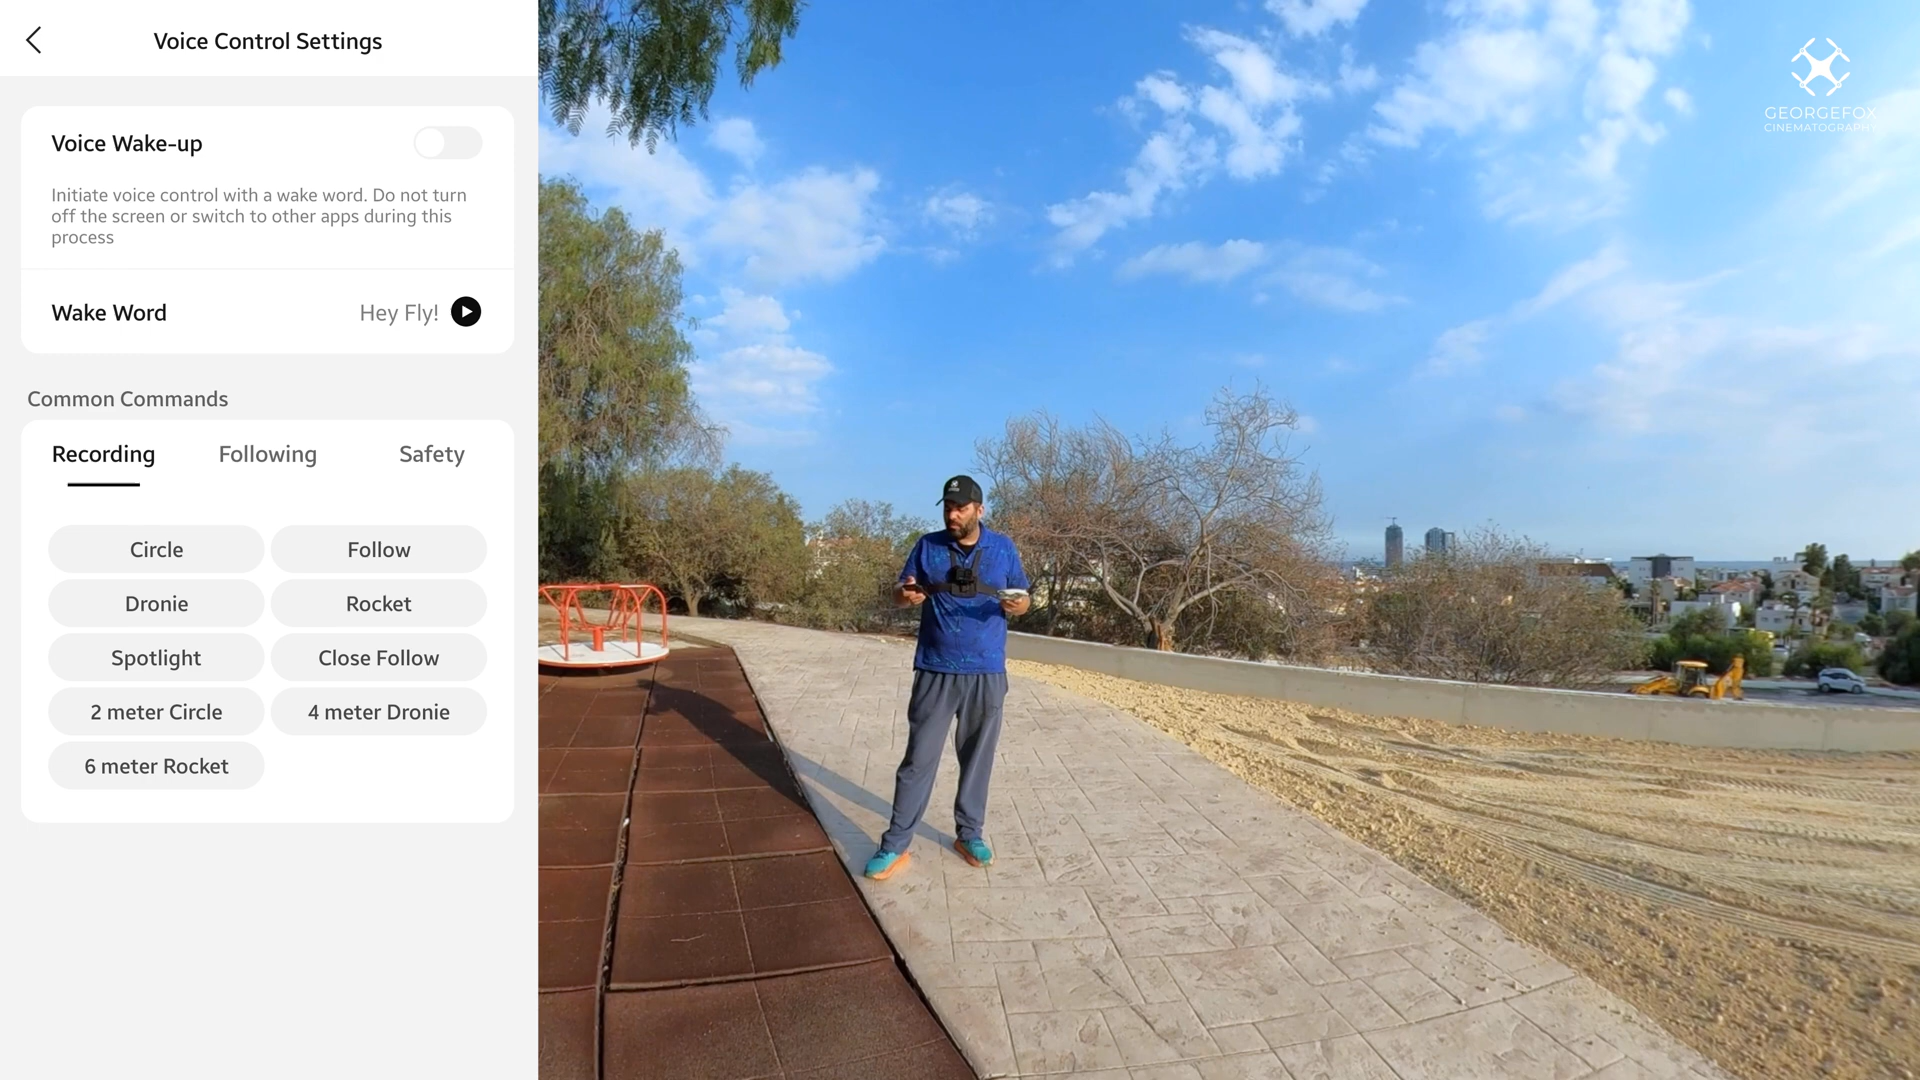 Voice Control Settings
Voice Wake-up
Initiate voice control with a wake word. Do not turn
off the screen or switch to other apps during this
process
Wake Word Hey Fly!
Common Commands
Recording Following Safety
Circle Follow
Dronie Rocket
Spotlight Close Follow
2 meter Circle 4 meter Dronie
6 meter Rocket
GEORGEFOX
CINEMATOGRAPHY